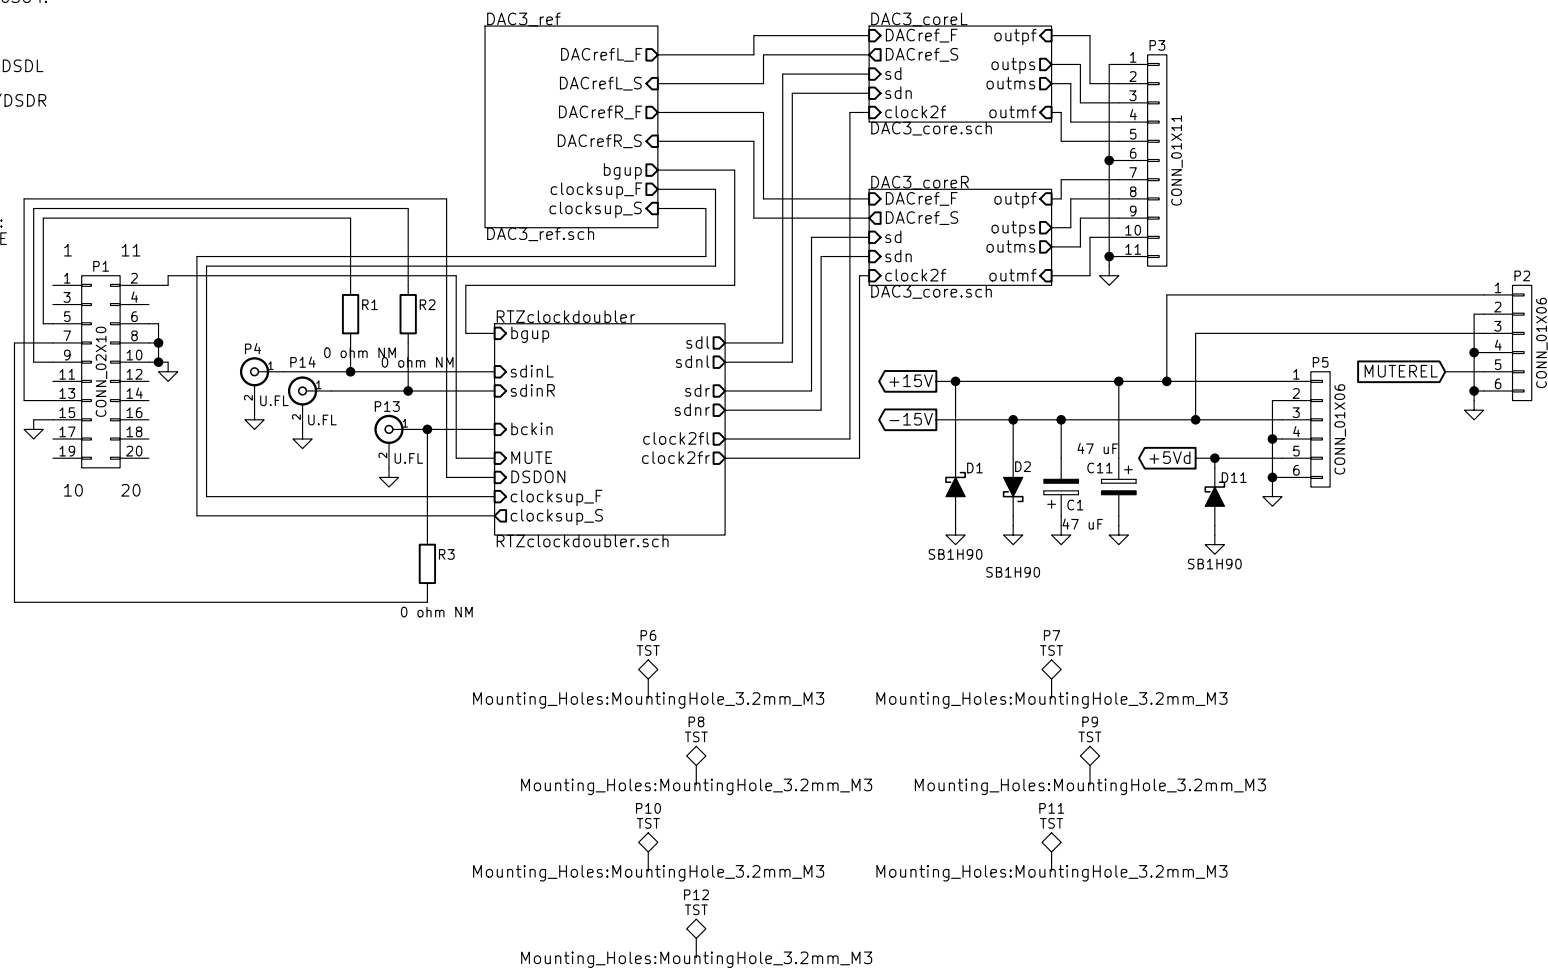 DSDL
DSDR
1 11
P1
1 2
3 4
5 6
7 8
9 10
11 12
13 14
15 16
17 18
19 20
CONN_02X10
10 20
DAC3_ref
DACrefL_F
DACrefL_S
DACrefR_F
DACrefR_S
bgup
clocksup_F
clocksup_S
DAC3_ref.sch
DAC3_coreL
DACref_F outpf
DACref_S
sd outps
sdn outms
clock2f outmf
DAC3_core.sch
DAC3_coreR
DACref_F outpf
DACref_S
sd outps
sdn outms
clock2f outmf
DAC3_core.sch
P3
1
2
3
4
5
6
7
8
9
10
11
CONN_01X11
R1
0 ohm NM
R2
0 ohm NM
P4
1
2
U.FL
P14
1
2
U.FL
P13
1
2
U.FL
R3
0 ohm NM
RTZclockdoubler
bgup
sdinL
sdinR
bckin
MUTE
DSDON
clocksup_F
clocksup_S
sdl
sdnl
sdr
sdnr
clock2fl
clock2fr
RTZclockdoubler.sch
P2
1
2
3
4
5
6
CONN_01X06
MUTEREL
P5
1
2
3
4
5
6
CONN_01X06
+15V
-15V
+5Vd
D1
SB1H90
D2
SB1H90
+
C1
47 uF
47 uF
C11
+
D11
SB1H90
P6
TST
Mounting_Holes:MountingHole_3.2mm_M3
P7
TST
Mounting_Holes:MountingHole_3.2mm_M3
P8
TST
Mounting_Holes:MountingHole_3.2mm_M3
P9
TST
Mounting_Holes:MountingHole_3.2mm_M3
P10
TST
Mounting_Holes:MountingHole_3.2mm_M3
P11
TST
Mounting_Holes:MountingHole_3.2mm_M3
P12
TST
Mounting_Holes:MountingHole_3.2mm_M3